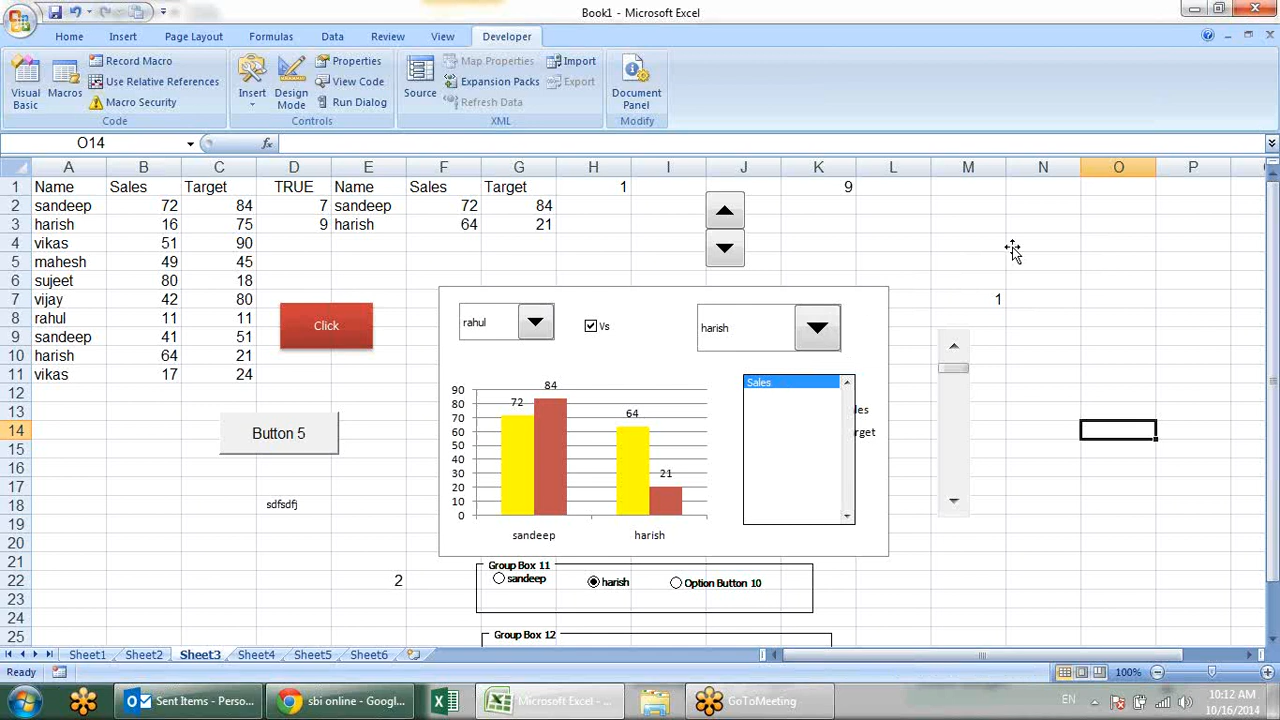 Book1 - Microsoft Excel
Home Insert Page Layout Formulas Data Review View Developer
Visual Basic
Macros
Record Macro
Use Relative References
Macro Security
Code
Insert
Design Mode
Properties
View Code
Run Dialog
Controls
Source
Map Properties
Expansion Packs
Refresh Data
Import
Export
XML
Document Panel
Modify
O14
fx
A B C D E F G H I J K L M N O P
1 Name Sales Target TRUE Name Sales Target 1 9
2 sandeep 72 84 7 sandeep 72 84
3 harish 16 75 9 harish 64 21
4 vikas 51 90
5 mahesh 49 45
6 sujeet 80 18
7 vijay 42 80 1
8 rahul 11 11
9 sandeep 41 51
10 harish 64 21
11 vikas 17 24
12
13
14
15
16
17
18
19
20
21
22 2
23
24
25
Click
Button 5
sdfsdfj
rahul
Vs
harish
Sales
les
rget
90
80
70
60
50
40
30
20
10
0
72 84 64 21
sandeep harish
Group Box 11
sandeep harish Option Button 10
Group Box 12
Sheet1 Sheet2 Sheet3 Sheet4 Sheet5 Sheet6
Ready 100%
Sent Items - Perso...
sbi online - Googl...
Microsoft Excel - ...
GoToMeeting
EN
10:12 AM
10/16/2014